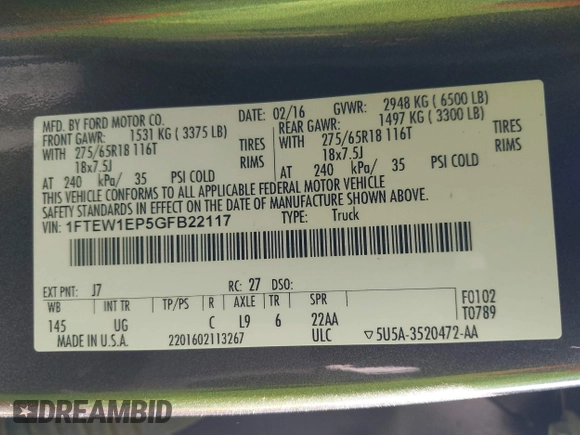 MFD. BY FORD MOTOR CO. DATE: 02/16 GVWR: 2948 KG ( 6500 LB)
FRONT GAWR: 1531 KG ( 3375 LB) REAR GAWR: 1497 KG ( 3300 LB)
WITH 275/65R18 116T TIRES WITH 275/65R18 116T TIRES
18x7.5J 18x7.5J
AT 240 kPa/ 35 PSI COLD AT 240 kPa/ 35 PSI COLD
THIS VEHICLE CONFORMS TO ALL APPLICABLE FEDERAL MOTOR VEHICLE
SAFETY STANDARDS IN EFFECT ON THE DATE OF MANUFACTURE SHOWN ABOVE.
VIN: 1FTEW1EP5GFB22117 TYPE: Truck
EXT PNT: J7 RC: 27 DSO:
WB INT TR TP/PS R AXLE TR SPR F0102
145 UG C L9 6 22AA T0789
MADE IN U.S.A. 2201602113267 ULC ▽5U5A-3520472-AA
DREAMBID